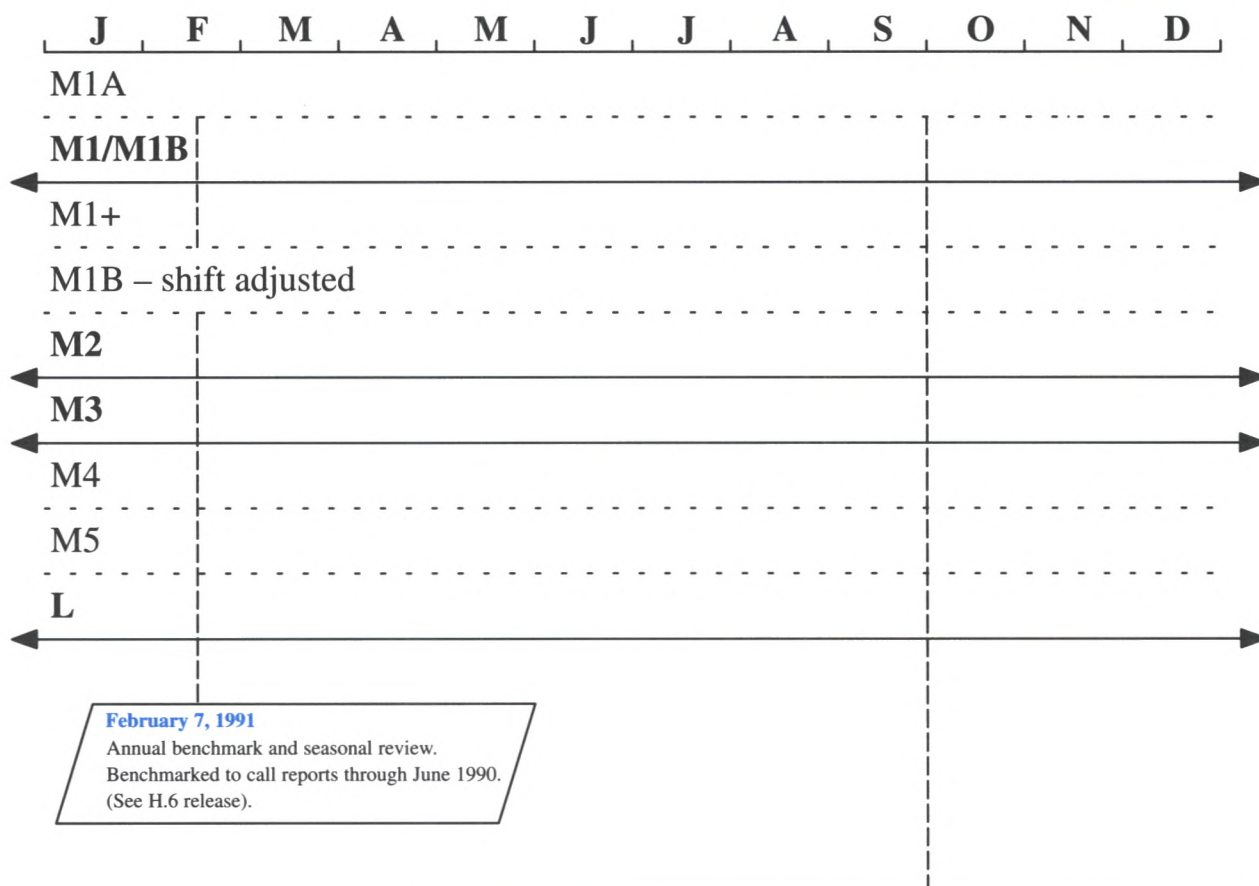 J F M A M J J A S O N D
M1A
M1/M1B
M1+
M1B – shift adjusted
M2
M3
M4
M5
L
February 7, 1991
Annual benchmark and seasonal review.
Benchmarked to call reports through June 1990.
(See H.6 release).